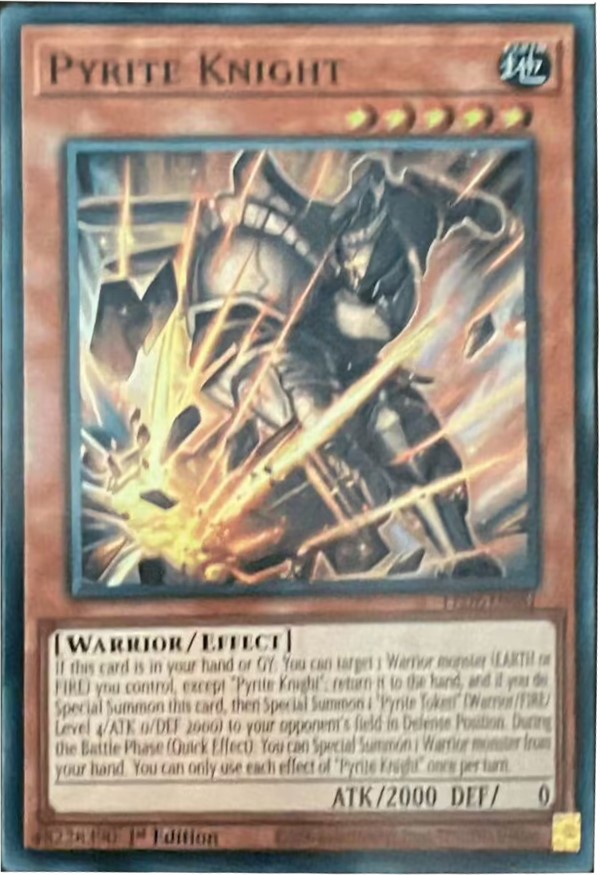 PYRITE KNIGHT
地
[WARRIOR/EFFECT]
If this card is in your hand or GY: You can target 1 Warrior monster (EARTH or
FIRE) you control, except "Pyrite Knight"; return it to the hand, and if you do,
Special Summon this card, then Special Summon 1 "Pyrite Token" (Warrior/FIRE/
Level 4/ATK 0/DEF 2000) to your opponent's field in Defense Position. During
the Battle Phase (Quick Effect): You can Special Summon 1 Warrior monster from
your hand. You can only use each effect of "Pyrite Knight" once per turn.
ATK/2000 DEF/ 0
1st Edition